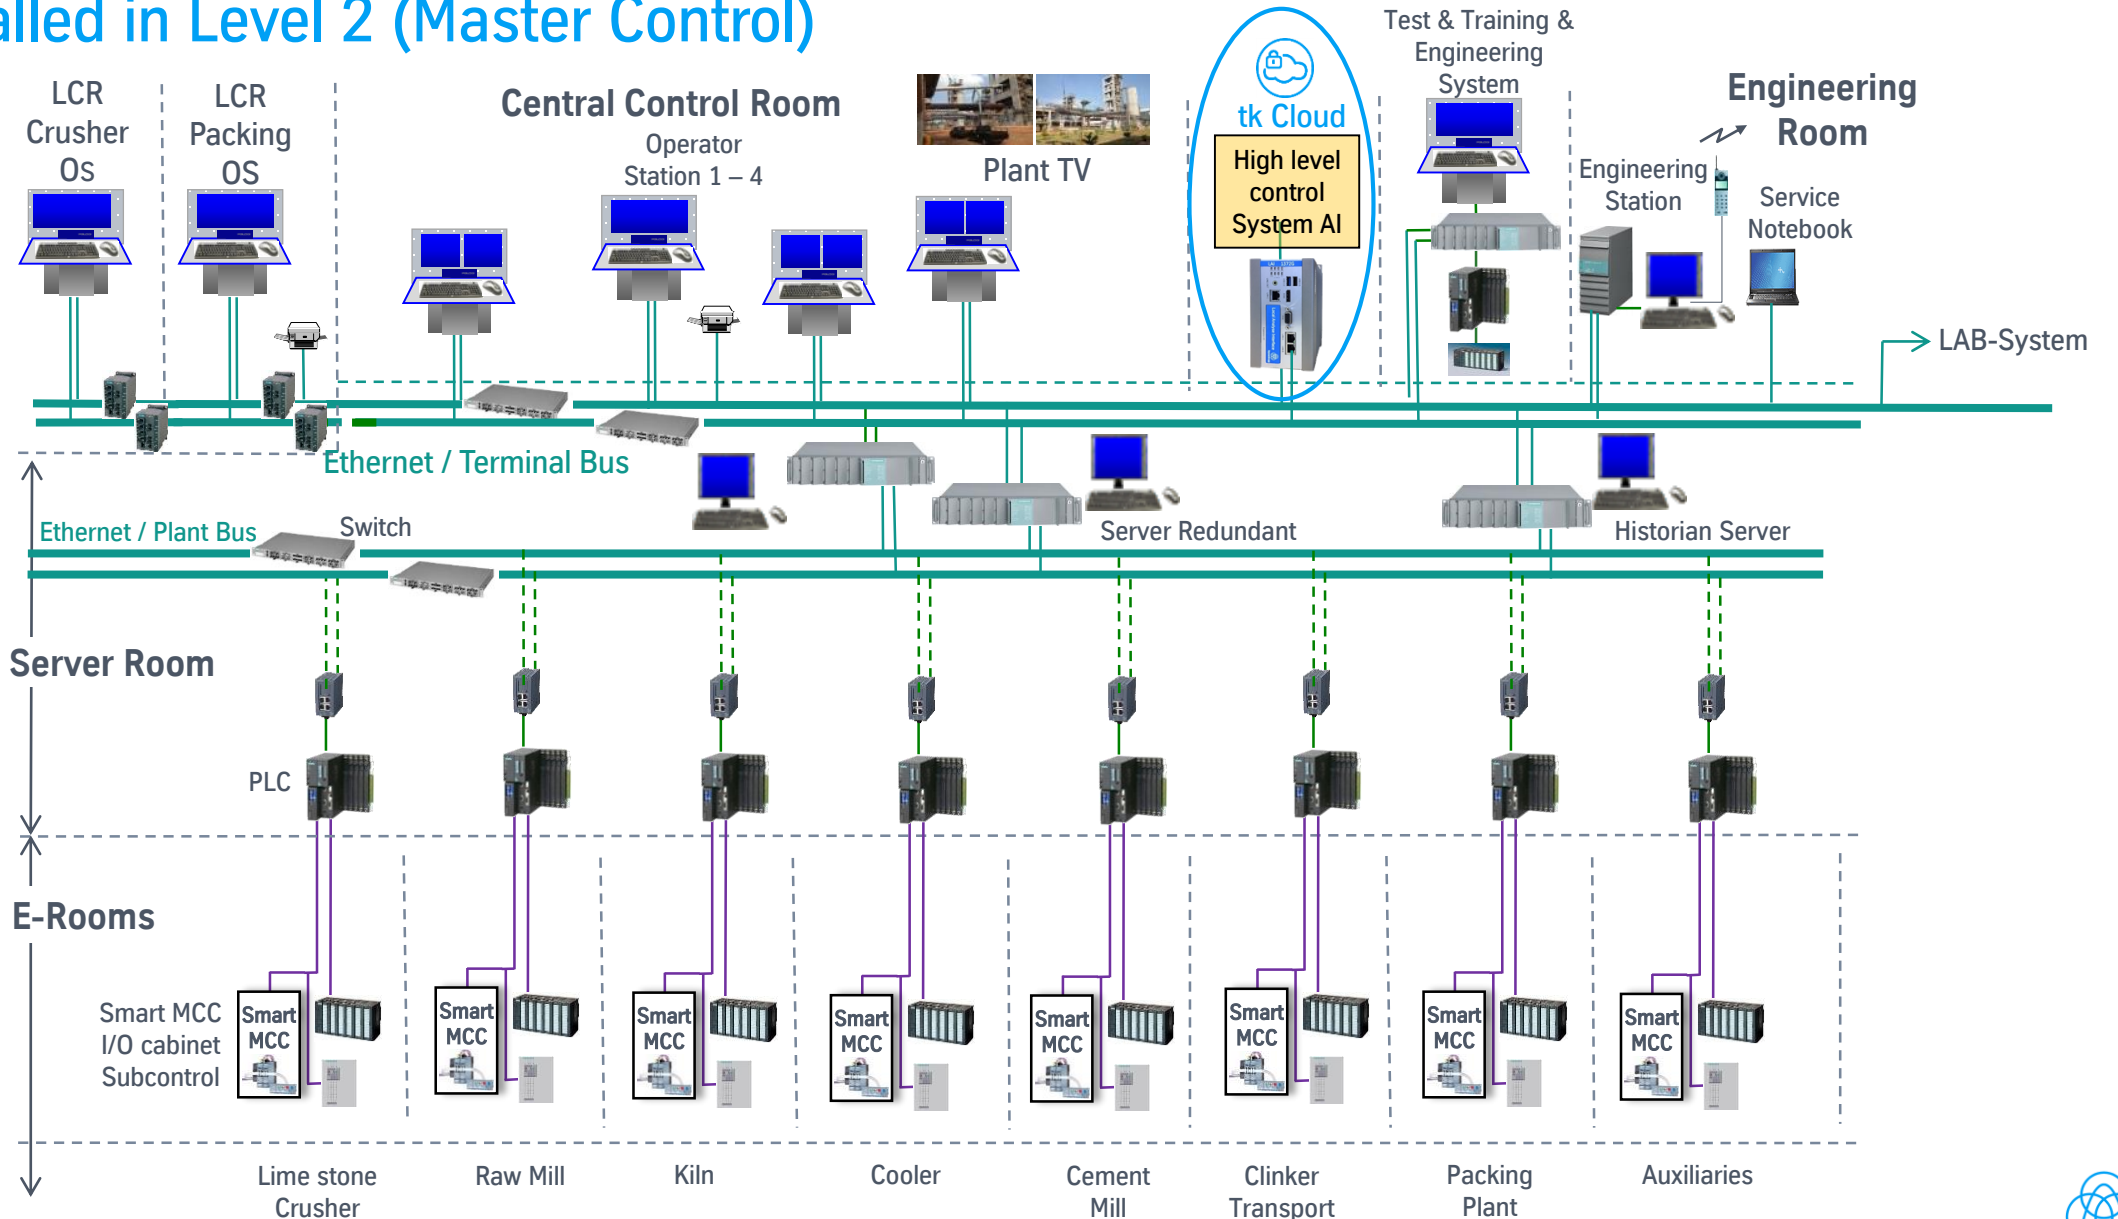 alled in Level 2 (Master Control)
LCR
Crusher
Os
LCR
Packing
OS
Central Control Room
Operator
Station 1 – 4
Plant TV
tk Cloud
High level
control
System AI
Test & Training &
Engineering
System
Engineering
Room
Engineering
Station
Service
Notebook
LAB-System
Ethernet / Terminal Bus
Ethernet / Plant Bus
Switch
Server Redundant
Historian Server
Server Room
PLC
E-Rooms
Smart MCC
I/O cabinet
Subcontrol
Smart
MCC
Smart
MCC
Smart
MCC
Smart
MCC
Smart
MCC
Smart
MCC
Smart
MCC
Smart
MCC
Lime stone
Crusher
Raw Mill
Kiln
Cooler
Cement
Mill
Clinker
Transport
Packing
Plant
Auxiliaries